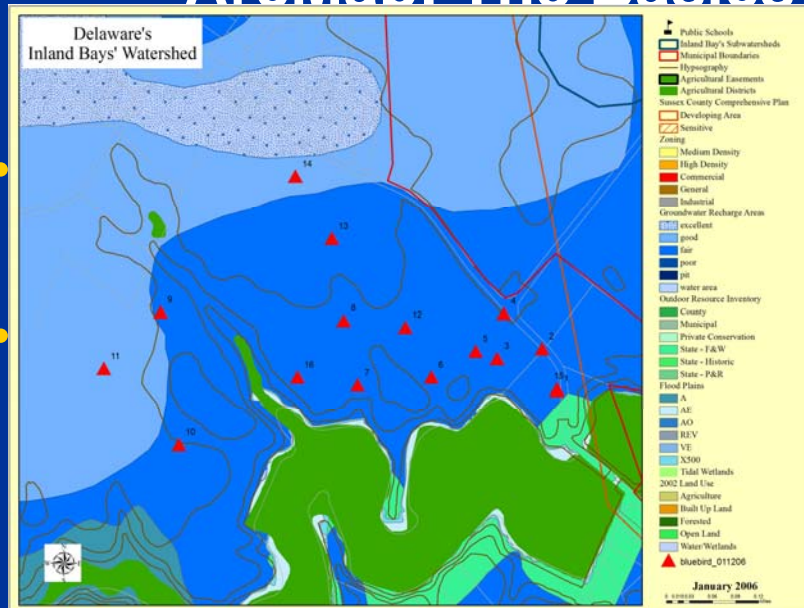 Delaware's
Inland Bays' Watershed
14
13
9
8
12
4
11
5
3
2
16
7
6
15
10
Public Schools
Inland Bay's Subwatersheds
Municipal Boundaries
Hypsography
Agricultural Easements
Agricultural Districts
Sussex County Comprehensive Plan
Developing Area
Sensitive
Zoning
Medium Density
High Density
Commercial
General
Industrial
Groundwater Recharge Areas
excellent
good
fair
poor
pit
water area
Outdoor Resource Inventory
County
Municipal
Private Conservation
State - F&W
State - Historic
State - P&R
Flood Plains
A
AE
AO
REV
VE
X500
Tidal Wetlands
2002 Land Use
Agriculture
Built Up Land
Forested
Open Land
Water/Wetlands
bluebird_011206
January 2006